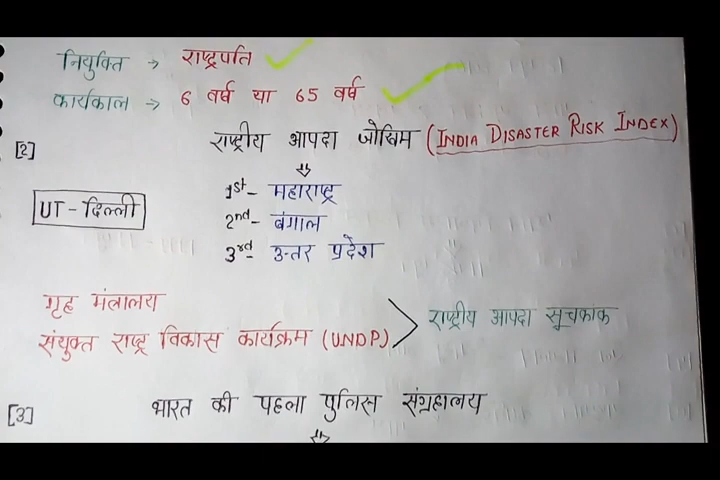 नियुक्ति → राष्ट्रपति ✓
कार्यकाल → 6 वर्ष या 65 वर्ष ✓
[2] राष्ट्रीय आपदा जोखिम (INDIA DISASTER RISK INDEX)
1st - महाराष्ट्र
UT - दिल्ली
2nd - बंगाल
3rd - उत्तर प्रदेश
गृह मंत्रालय
संयुक्त राष्ट्र विकास कार्यक्रम (UNDP) > राष्ट्रीय आपदा सूचकाक
[3] भारत की पहला पुलिस संग्रहालय